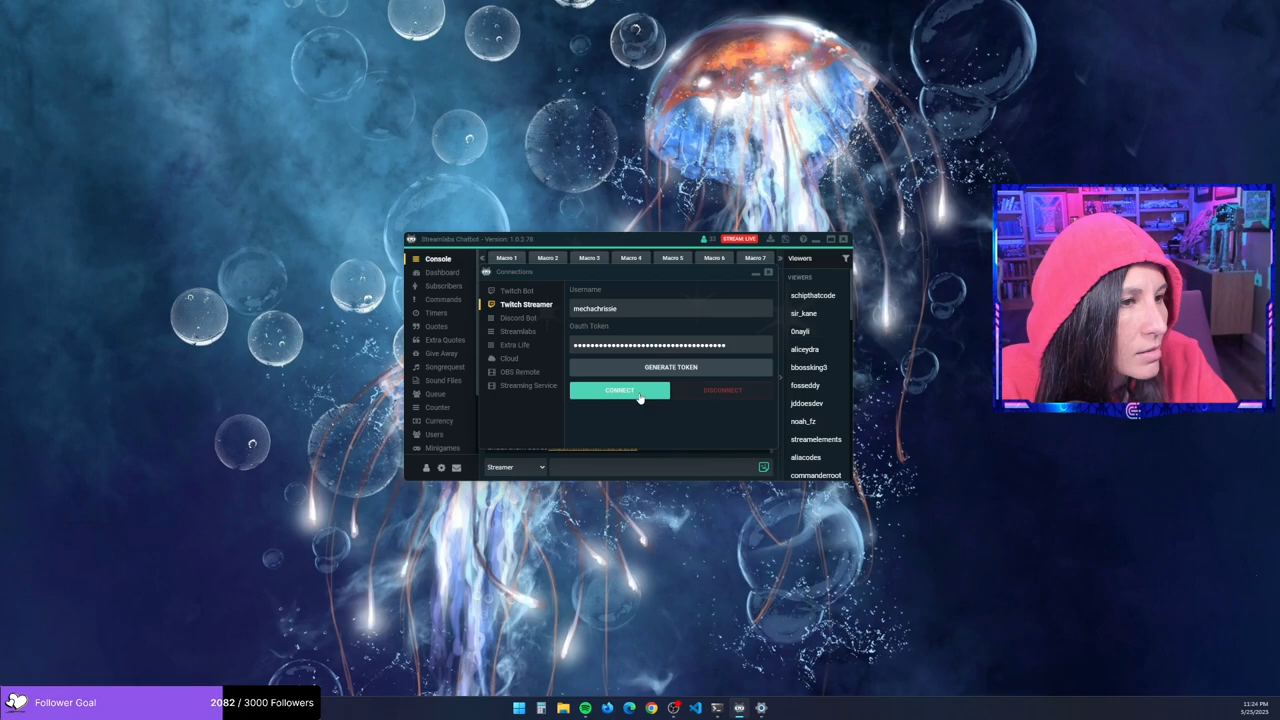 Streamlabs Chatbot - Version: 1.0.2.78
33
STREAM: LIVE
Console
Dashboard
Subscribers
Commands
Timers
Quotes
Extra Quotes
Give Away
Songrequest
Sound Files
Queue
Counter
Currency
Users
Minigames
Macro 1
Macro 2
Macro 3
Macro 4
Macro 5
Macro 6
Macro 7
Connections
Twitch Bot
Twitch Streamer
Discord Bot
Streamlabs
Extra Life
Cloud
OBS Remote
Streaming Service
Username
mechachrissie
Oauth Token
GENERATE TOKEN
CONNECT
DISCONNECT
Streamer
Viewers
VIEWERS
schipthatcode
sir_kane
0nayli
aliceydra
bbossking3
fosseddy
jddoesdev
noah_fz
streamelements
aliacodes
commanderroot
Follower Goal
2082 / 3000 Followers
11:24 PM
5/25/2023